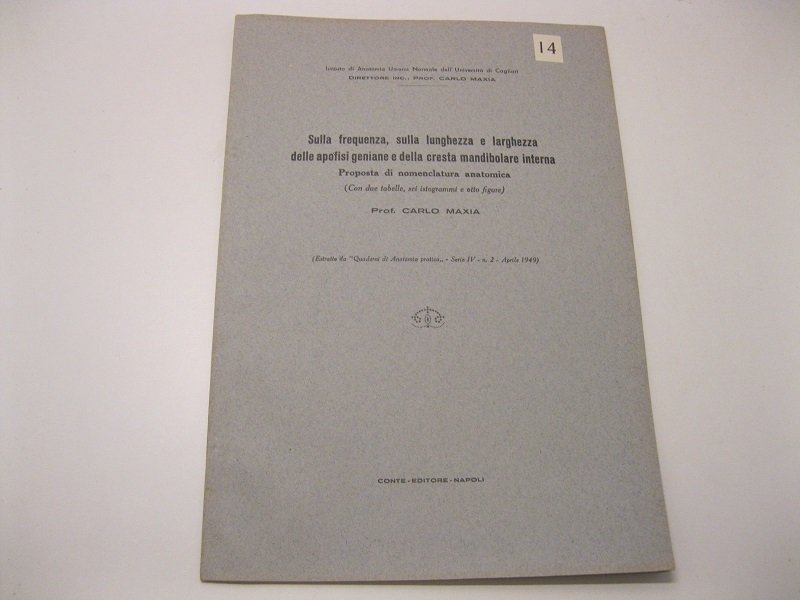 14
Istituto di Anatomia Umana Normale dell'Università di Cagliari
DIRETTORE INC.: PROF. CARLO MAXIA
Sulla frequenza, sulla lunghezza e larghezza
delle apofisi geniane e della cresta mandibolare interna
Proposta di nomenclatura anatomica
(Con due tabelle, sei istogrammi e otto figure)
Prof. CARLO MAXIA
(Estratto da "Quaderni di Anatomia pratica„ - Serie IV - n. 2 - Aprile 1949)
CONTE - EDITORE - NAPOLI